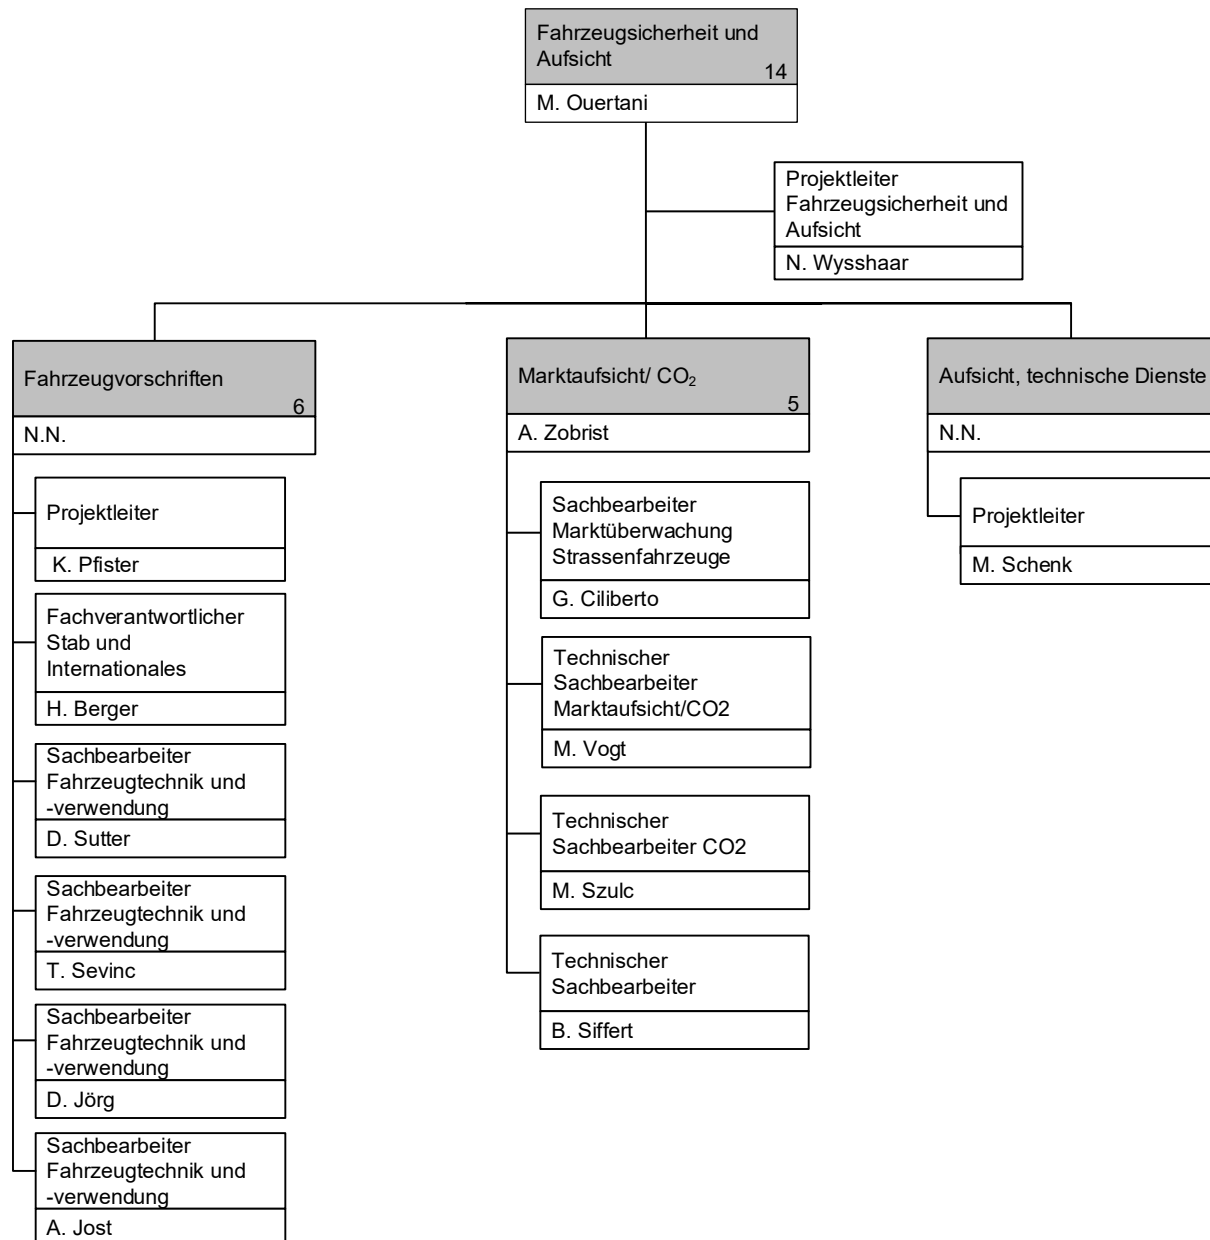 Fahrzeugsicherheit und
Aufsicht
14
M. Ouertani
Projektleiter
Fahrzeugsicherheit und
Aufsicht
N. Wysshaar
Fahrzeugvorschriften
6
N.N.
Projektleiter
K. Pfister
Fachverantwortlicher
Stab und
Internationales
H. Berger
Sachbearbeiter
Fahrzeugtechnik und
-verwendung
D. Sutter
Sachbearbeiter
Fahrzeugtechnik und
-verwendung
T. Sevinc
Sachbearbeiter
Fahrzeugtechnik und
-verwendung
D. Jörg
Sachbearbeiter
Fahrzeugtechnik und
-verwendung
A. Jost
Marktaufsicht/ CO₂
5
A. Zobrist
Sachbearbeiter
Marktüberwachung
Strassenfahrzeuge
G. Ciliberto
Technischer
Sachbearbeiter
Marktaufsicht/CO2
M. Vogt
Technischer
Sachbearbeiter CO2
M. Szulc
Technischer
Sachbearbeiter
B. Siffert
Aufsicht, technische Dienste
N.N.
Projektleiter
M. Schenk